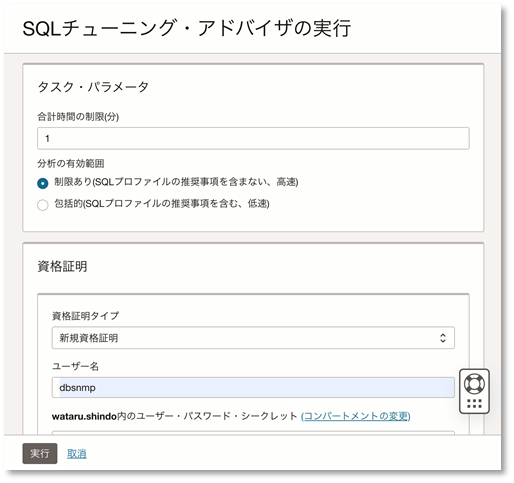 SQLチューニング・アドバイザの実行
タスク・パラメータ
合計時間の制限(分)
1
分析の有効範囲
制限あり(SQLプロファイルの推奨事項を含まない、高速)
包括的(SQLプロファイルの推奨事項を含む、低速)
資格証明
資格証明タイプ
新規資格証明
ユーザー名
dbsnmp
wataru.shindo内のユーザー・パスワード・シークレット (コンパートメントの変更)
実行 取消